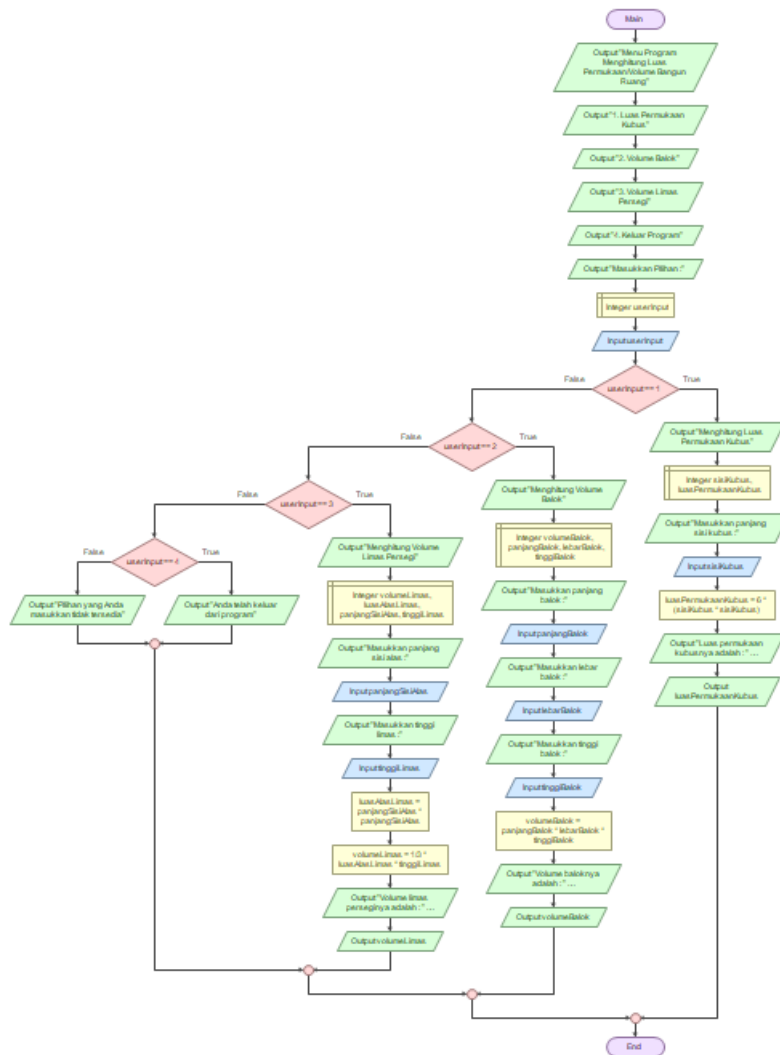 Main
Output "Menu Program
Menghitung Luas
Permukaan/Volume Bangun
Ruang"
Output "1. Luas Permukaan
Kubus"
Output "2. Volume Balok"
Output "3. Volume Limas
Persegi"
Output "4. Keluar Program"
Output "Masukkan Pilihan :"
Integer userInput
Input userInput
userInput == 1
False
True
Output "Menghitung Luas
Permukaan Kubus"
Integer sisiKubus,
luasPermukaanKubus
Output "Masukkan panjang
sisi kubus :"
Input sisiKubus
luasPermukaanKubus = 6 *
(sisiKubus * sisiKubus)
Output "Luas permukaan
kubusnya adalah : " ...
Output
luasPermukaanKubus
userInput == 2
False
True
Output "Menghitung Volume
Balok"
Integer volumeBalok,
panjangBalok, lebarBalok,
tinggiBalok
Output "Masukkan panjang
balok :"
Input panjangBalok
Output "Masukkan lebar
balok :"
Input lebarBalok
Output "Masukkan tinggi
balok :"
Input tinggiBalok
volumeBalok =
panjangBalok * lebarBalok *
tinggiBalok
Output "Volume baloknya
adalah : " ...
Output volumeBalok
userInput == 3
False
True
Output "Menghitung Volume
Limas Persegi"
Integer volumeLimas,
luasAlasLimas,
panjangSisiAlas, tinggiLimas
Output "Masukkan panjang
sisi alas :"
Input panjangSisiAlas
Output "Masukkan tinggi
limas :"
Input tinggiLimas
luasAlasLimas =
panjangSisiAlas *
panjangSisiAlas
volumeLimas = *
luasAlasLimas * tinggiLimas
Output "Volume limas
perseginya adalah : " ...
Output volumeLimas
userInput == 4
False
True
Output "Pilihan yang Anda
masukkan tidak tersedia"
Output "Anda telah keluar
dari program"
End